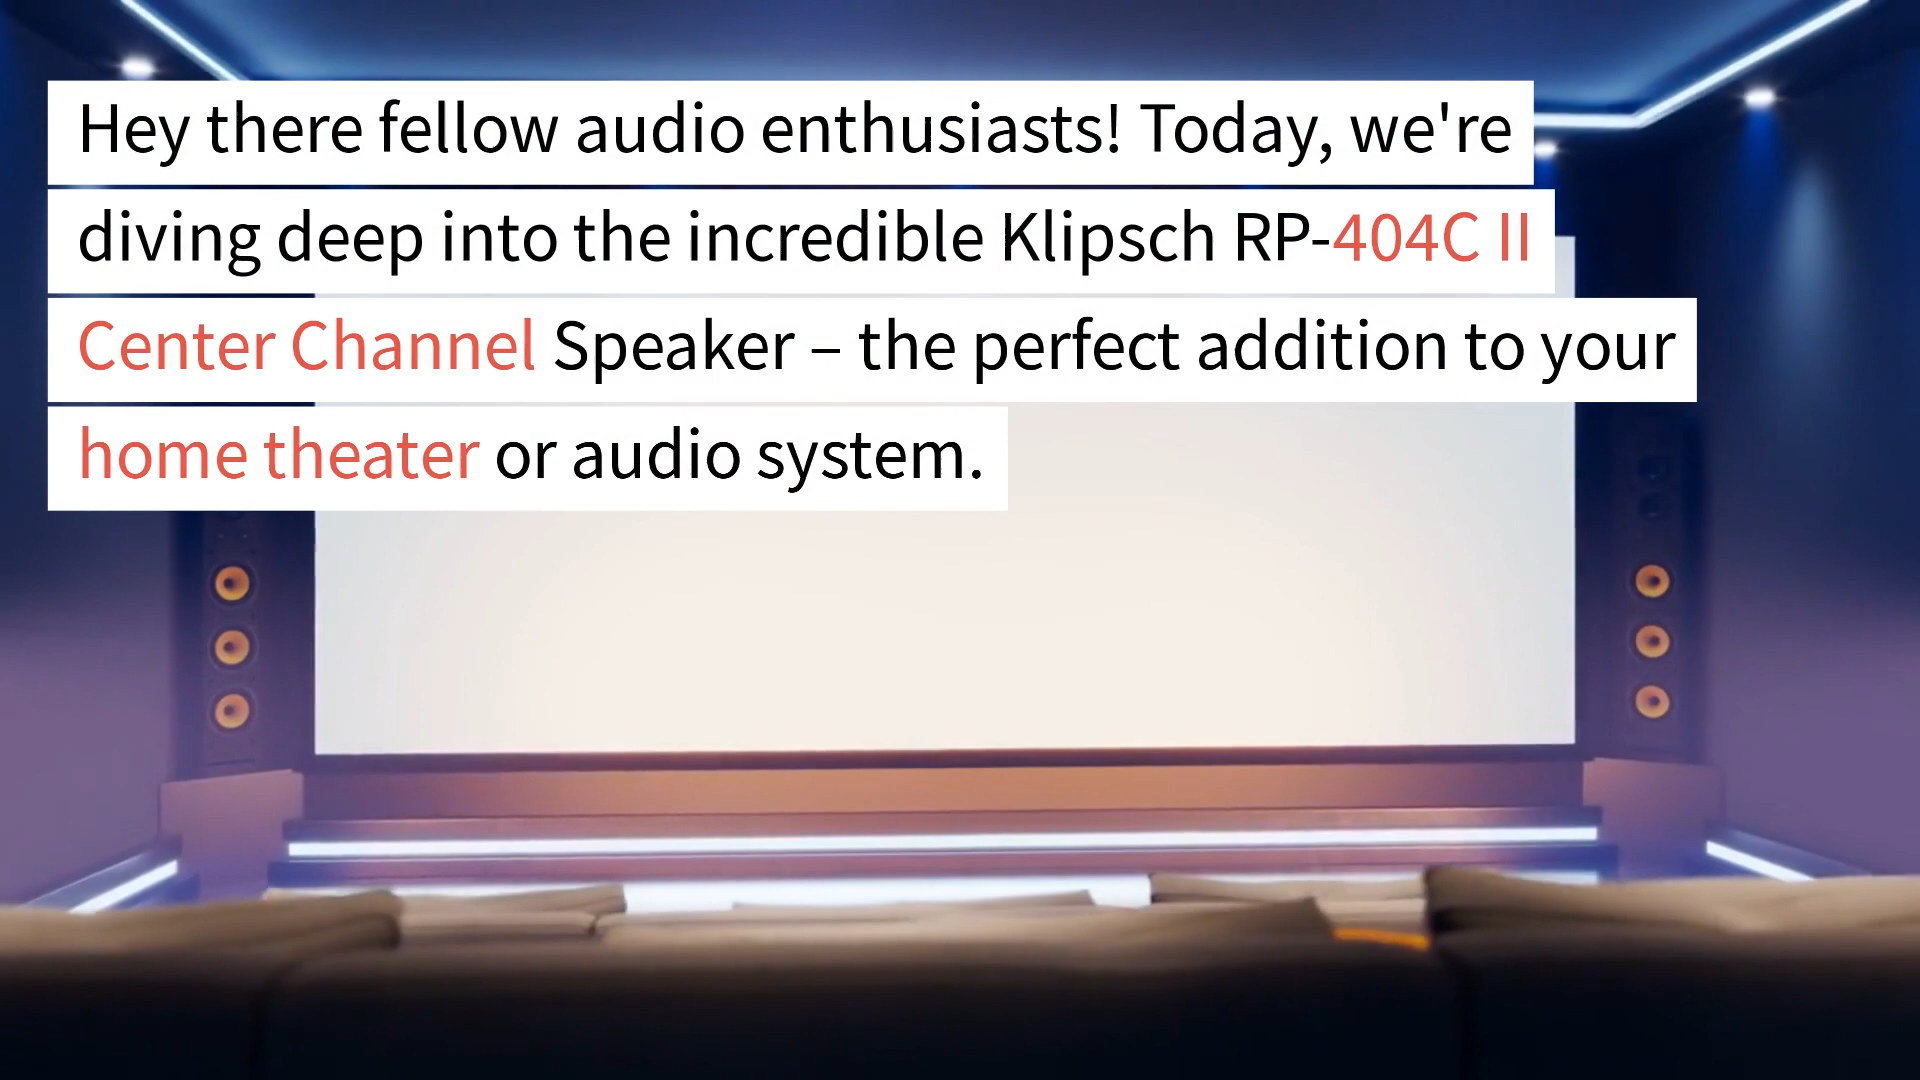 Hey there fellow audio enthusiasts! Today, we're
diving deep into the incredible Klipsch RP-404C II
Center Channel Speaker – the perfect addition to your
home theater or audio system.